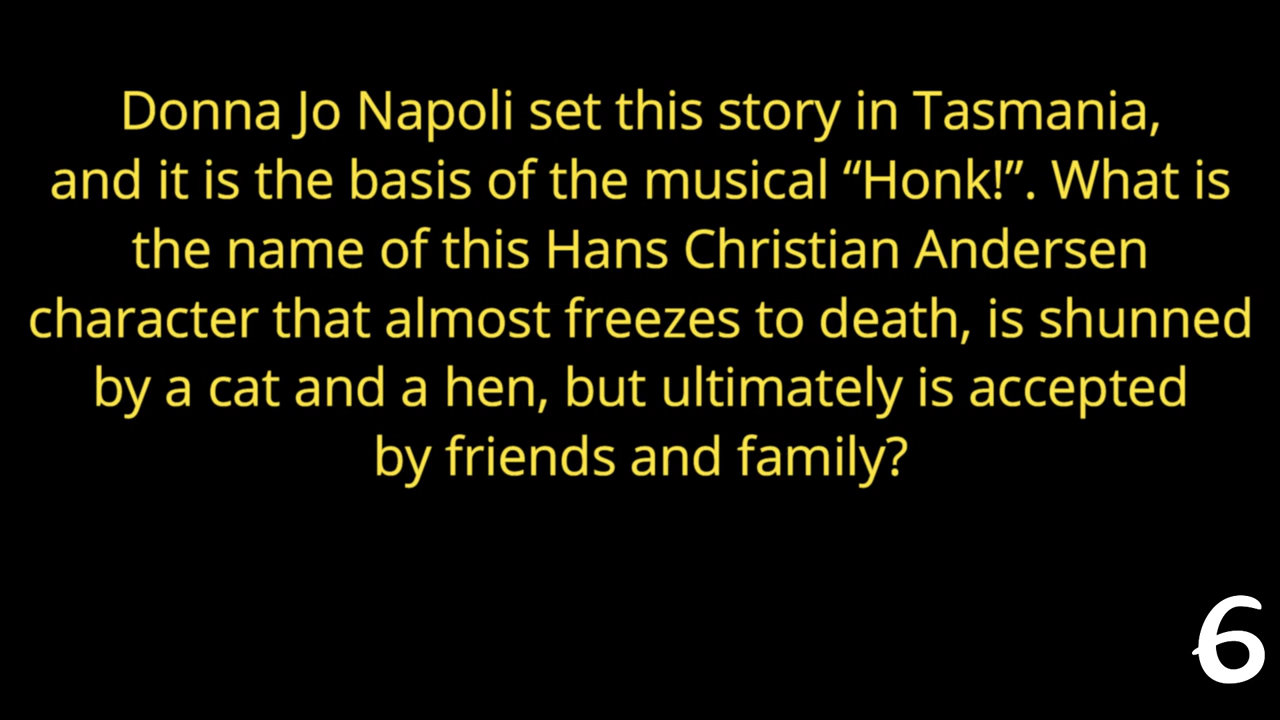 Donna Jo Napoli set this story in Tasmania,
and it is the basis of the musical “Honk!”. What is
the name of this Hans Christian Andersen
character that almost freezes to death, is shunned
by a cat and a hen, but ultimately is accepted
by friends and family?
6